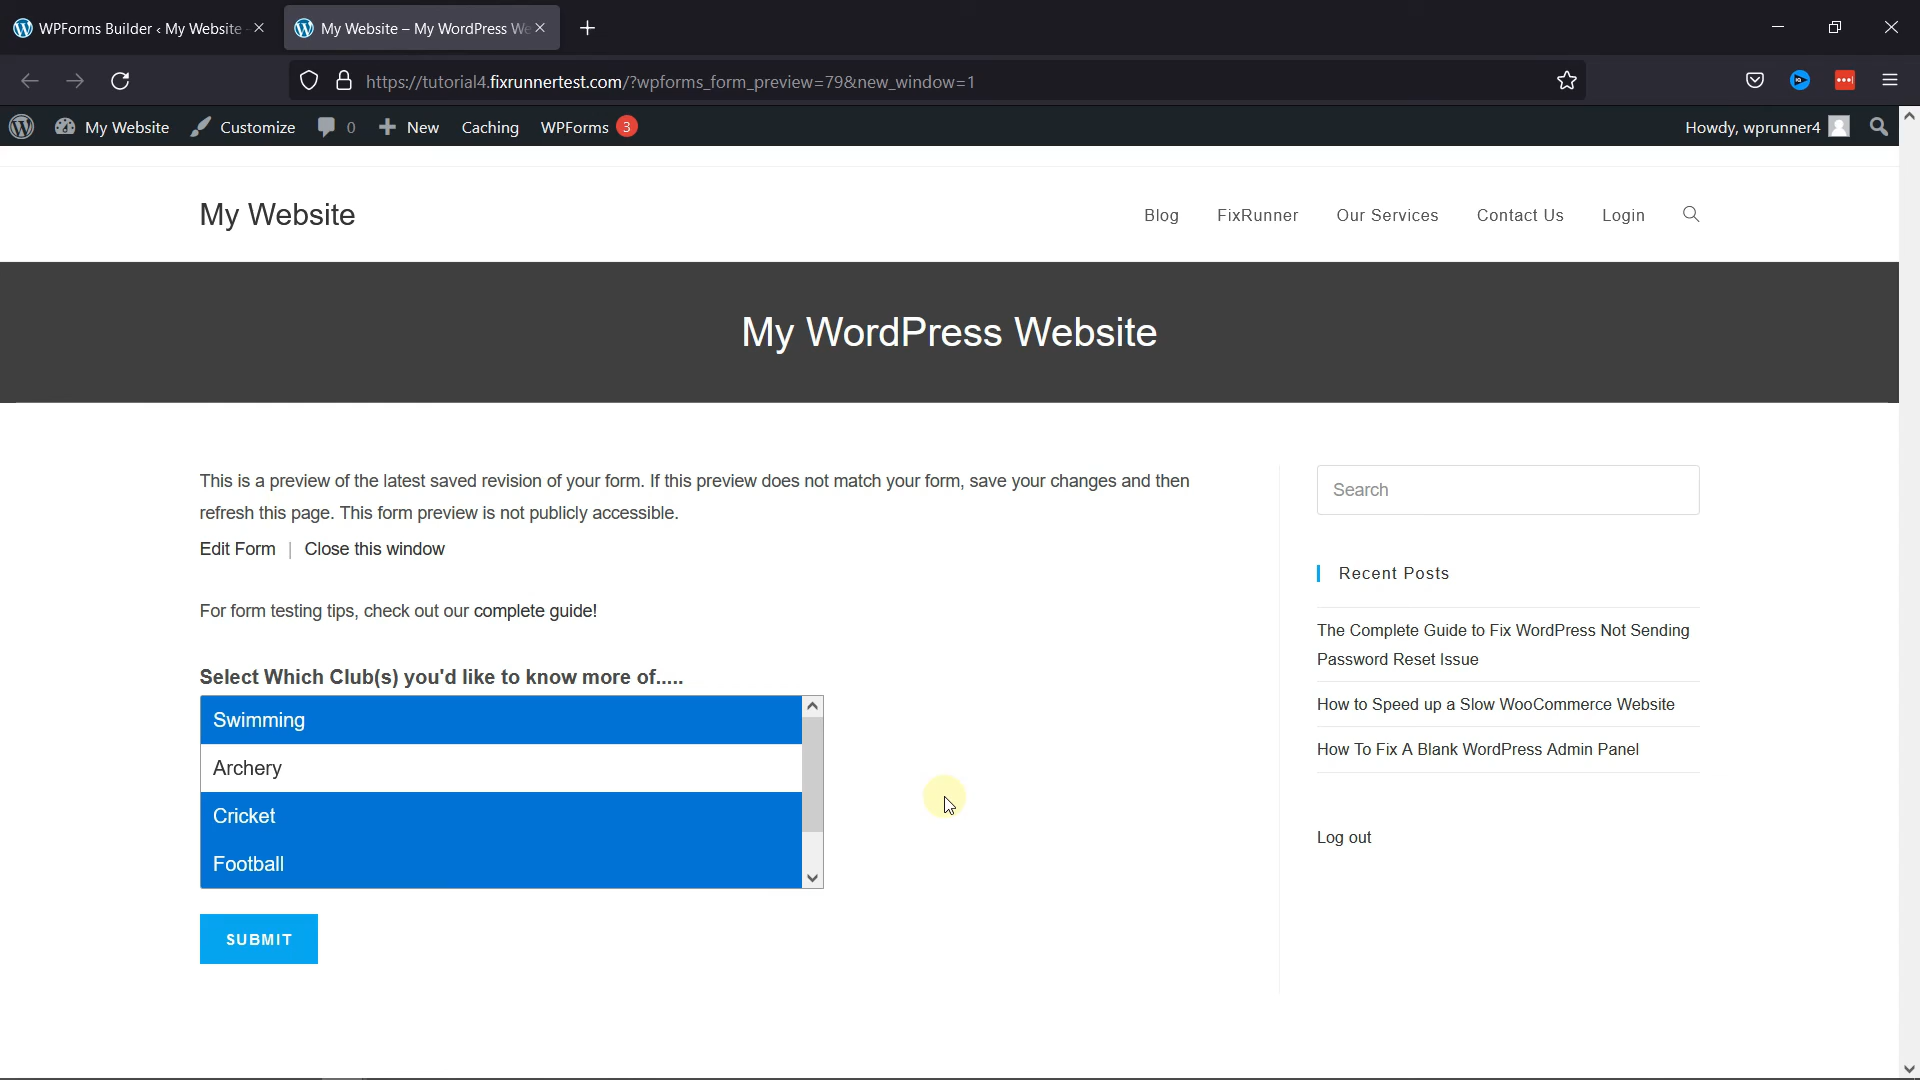 WPForms Builder ‹ My Website -
My Website – My WordPress We
https://tutorial4.fixrunnertest.com/?wpforms_form_preview=79&new_window=1
My Website
Customize
0
New
Caching
WPForms
3
Howdy, wprunner4
My Website
Blog
FixRunner
Our Services
Contact Us
Login
My WordPress Website
This is a preview of the latest saved revision of your form. If this preview does not match your form, save your changes and then
refresh this page. This form preview is not publicly accessible.
Edit Form | Close this window
For form testing tips, check out our complete guide!
Select Which Club(s) you'd like to know more of.....
Swimming
Archery
Cricket
Football
SUBMIT
Search
Recent Posts
The Complete Guide to Fix WordPress Not Sending
Password Reset Issue
How to Speed up a Slow WooCommerce Website
How To Fix A Blank WordPress Admin Panel
Log out